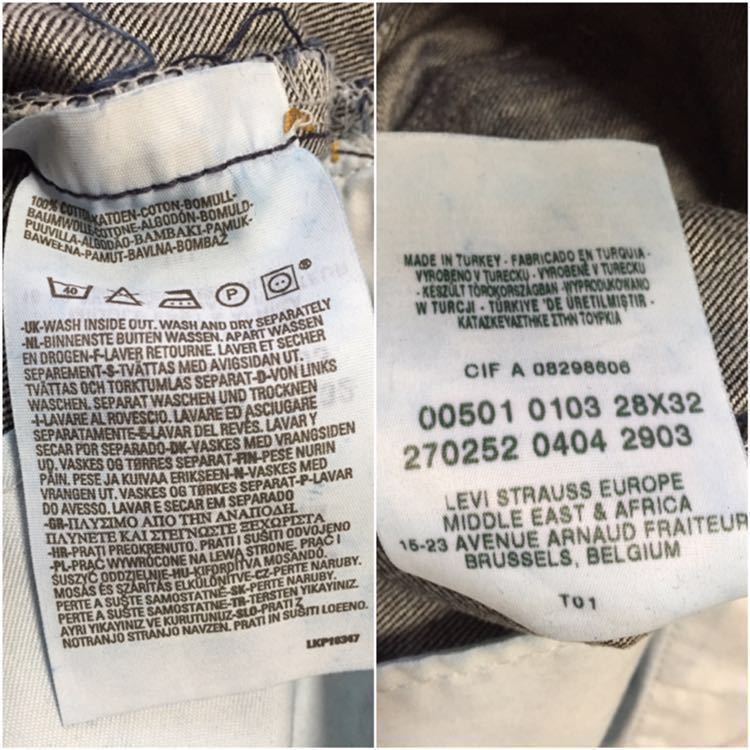 100% COTTON-KATOEN-COTON-BOMULL-
BAUMWOLLE-COTONE-ALGODÓN-BOMULD-
PUUVILLA-ALGODÃO-ΒΑΜΒΑΚΙ-PAMUK-
BAWEŁNA-PAMUT-BAVLNA-BOMBAŽ
40 P
-UK-WASH INSIDE OUT. WASH AND DRY SEPARATELY
-NL-BINNENSTE BUITEN WASSEN. APART WASSEN
EN DROGEN-F-LAVER RETOURNE. LAVER ET SECHER
SEPAREMENT-S-TVÄTTAS MED AVIGSIDAN UT.
TVÄTTAS OCH TORKTUMLAS SEPARAT-D-VON LINKS
WASCHEN. SEPARAT WASCHEN UND TROCKNEN
-I-LAVARE AL ROVESCIO. LAVARE ED ASCIUGARE
SEPARATAMENTE-E-LAVAR DEL REVÉS. LAVAR Y
SECAR POR SEPARADO-DK-VASKES MED VRANGSIDEN
UD. VASKES OG TØRRES SEPARAT-FIN-PESE NURIN
PÄIN. PESE JA KUIVAA ERIKSEEN-N-VASKES MED
VRANGEN UT. VASKES OG TØRKES SEPARAT-P-LAVAR
DO AVESSO. LAVAR E SECAR EM SEPARADO
-GR-ΠΛΥΣΙΜΟ ΑΠΟ ΤΗΝ ΑΝΑΠΟΔΗ.
ΠΛΥΝΕΤΕ ΚΑΙ ΣΤΕΓΝΩΣΤΕ ΞΕΧΩΡΙΣΤΑ
-HR-PRATI PREOKRENUTO. PRATI I SUŠITI ODVOJENO
-PL-PRAĆ WYWRÓCONE NA LEWĄ STRONĘ. PRAĆ I
SUSZYĆ ODDZIELNIE-HU-KIFORDÍTVA MOSANDÓ.
MOSÁS ÉS SZÁRÍTÁS ELKÜLÖNÍTVE-CZ-PERTE NARUBY.
PERTE A SUŠTE SAMOSTATNĚ-SK-PERTE NARUBY.
PERTE A SUŠTE SAMOSTATNE-TR-TERSTEN YIKAYINIZ.
AYRI YIKAYINIZ VE KURUTUNUZ-SLO-PRATI Z
NOTRANJO STRANJO NAVZEN. PRATI IN SUŠITI LOČENO.
LKP10347
MADE IN TURKEY - FABRICADO EN TURQUIA -
VYROBENO V TURECKU - VYROBENÉ V TURECKU
- KESZÜLT TÖRÖKORSZÁGBAN - WYPRODUKOWANO
W TURCJI - TÜRKIYE 'DE ÜRETILMIŞTIR -
ΚΑΤΑΣΚΕΥΑΣΤΗΚΕ ΣΤΗΝ ΤΟΥΡΚΙΑ
CIF A 08298606
00501 0103 28X32
270252 0404 2903
LEVI STRAUSS EUROPE
MIDDLE EAST & AFRICA
15-23 AVENUE ARNAUD FRAITEUR
BRUSSELS, BELGIUM
T01